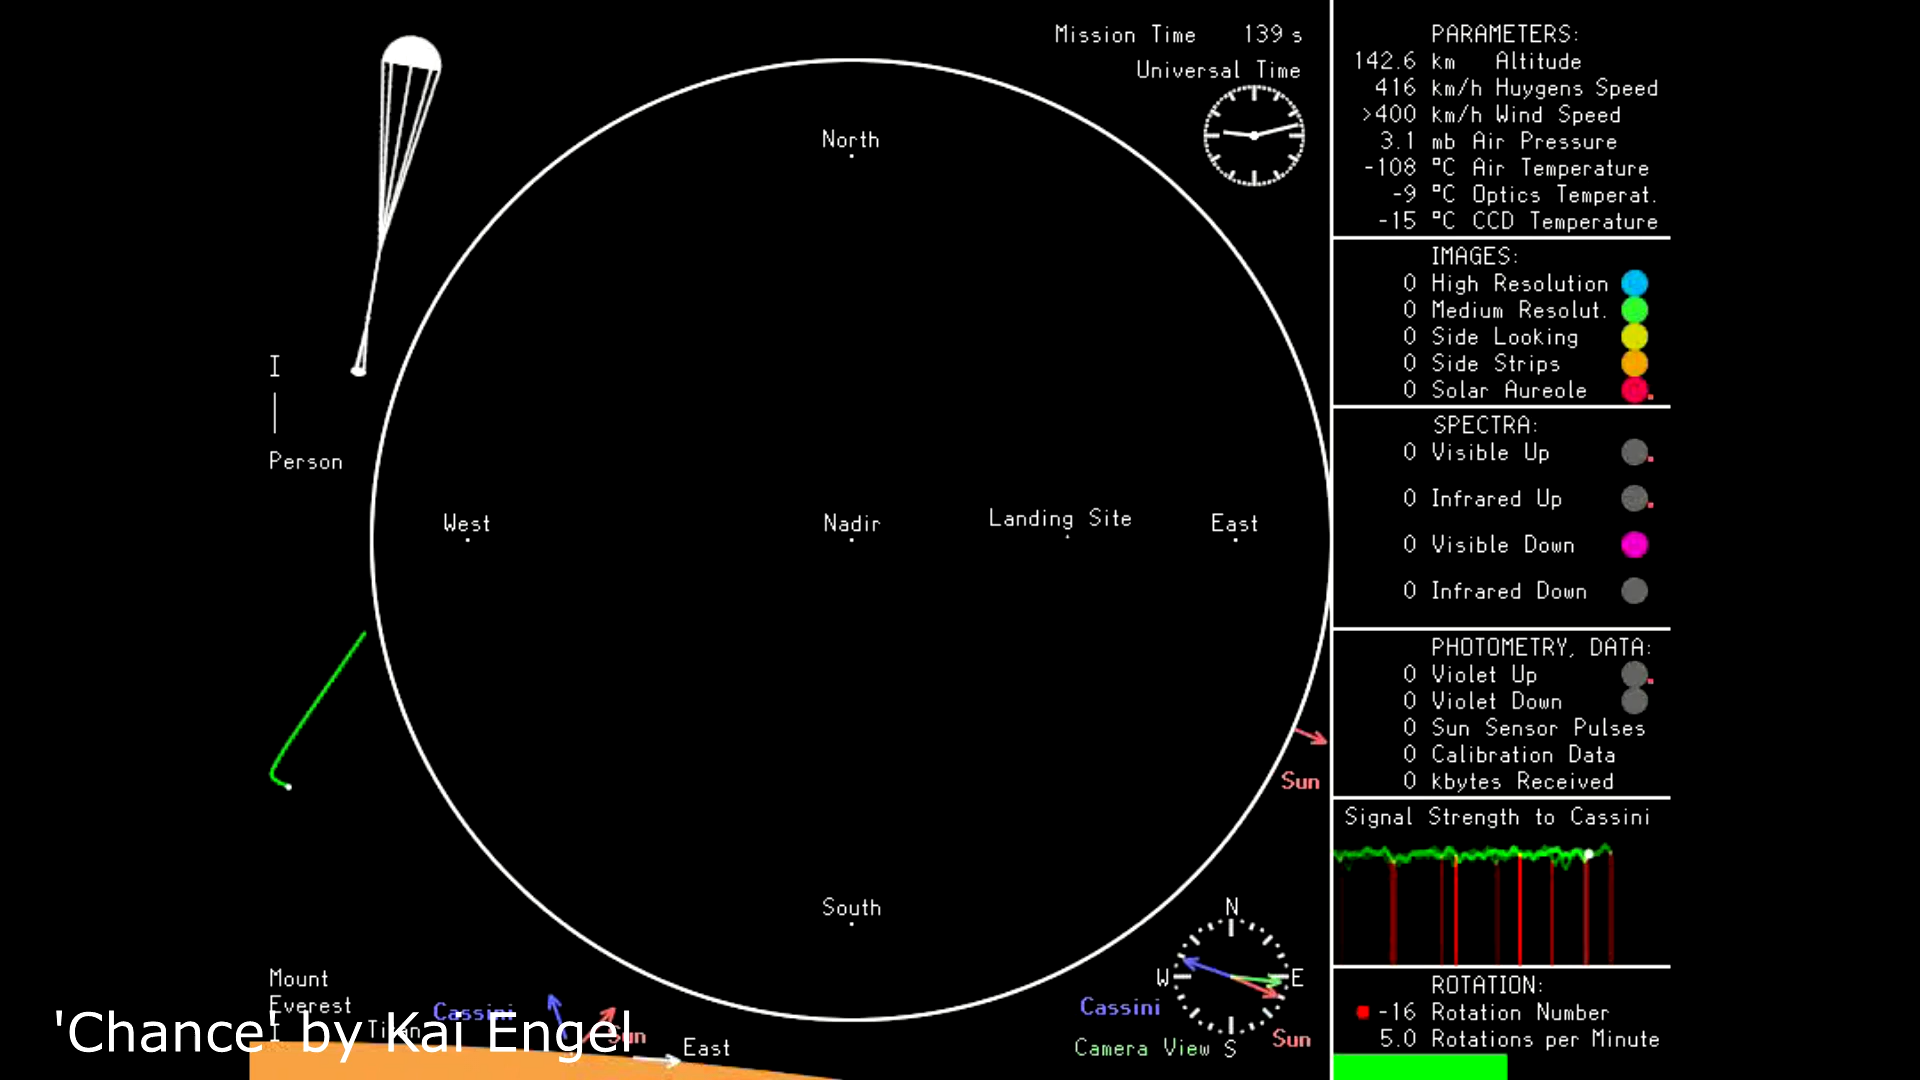 Mission Time 139 s
Universal Time
North
I
Person
West
Nadir
Landing Site
East
Sun
South
Mount
Everest
I
Titan
Cassini
Sun
East
'Chance' by Kai Engel
N
W
E
S
Cassini
Sun
Camera View
PARAMETERS:
142.6 km Altitude
416 km/h Huygens Speed
>400 km/h Wind Speed
3.1 mb Air Pressure
-108 °C Air Temperature
-9 °C Optics Temperat.
-15 °C CCD Temperature
IMAGES:
0 High Resolution
0 Medium Resolut.
0 Side Looking
0 Side Strips
0 Solar Aureole
SPECTRA:
0 Visible Up
0 Infrared Up
0 Visible Down
0 Infrared Down
PHOTOMETRY, DATA:
0 Violet Up
0 Violet Down
0 Sun Sensor Pulses
0 Calibration Data
0 kbytes Received
Signal Strength to Cassini
ROTATION:
-16 Rotation Number
5.0 Rotations per Minute